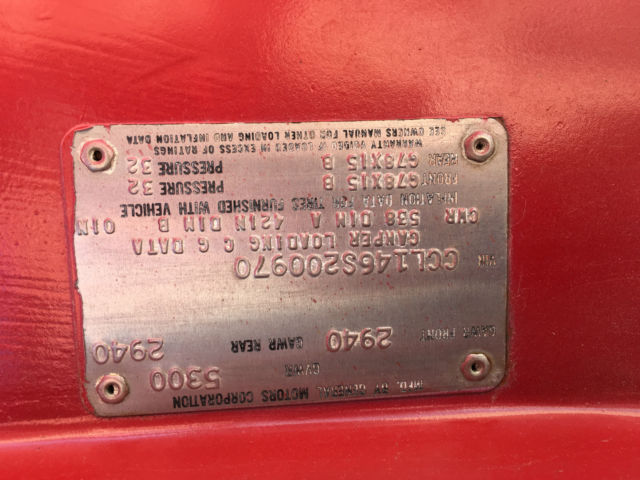 MFD. BY GENERAL MOTORS CORPORATION
GVWR 5300
GAWR FRONT 2940 GAWR REAR 2940
VIN CCL146S200970
CAMPER LOADING C G DATA
CWR 538 DIM A 42IN DIM B 0IN
INFLATION DATA FOR TIRES FURNISHED WITH VEHICLE
FRONT G78X15 B PRESSURE 32
REAR G78X15 B PRESSURE 32
WARRANTY VOIDED IF LOADED IN EXCESS OF RATINGS
SEE OWNERS MANUAL FOR OTHER LOADING AND INFLATION DATA